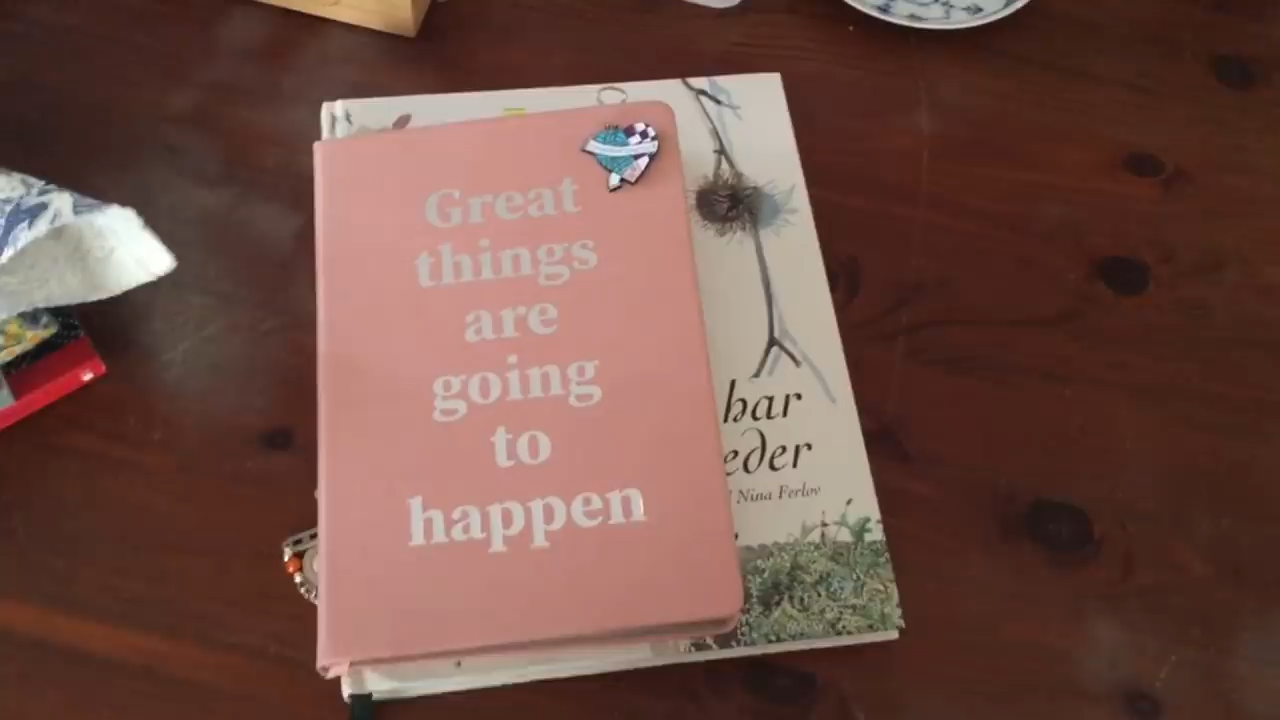 Great
things
are
going
to
happen
har
eder
Nina Ferlov